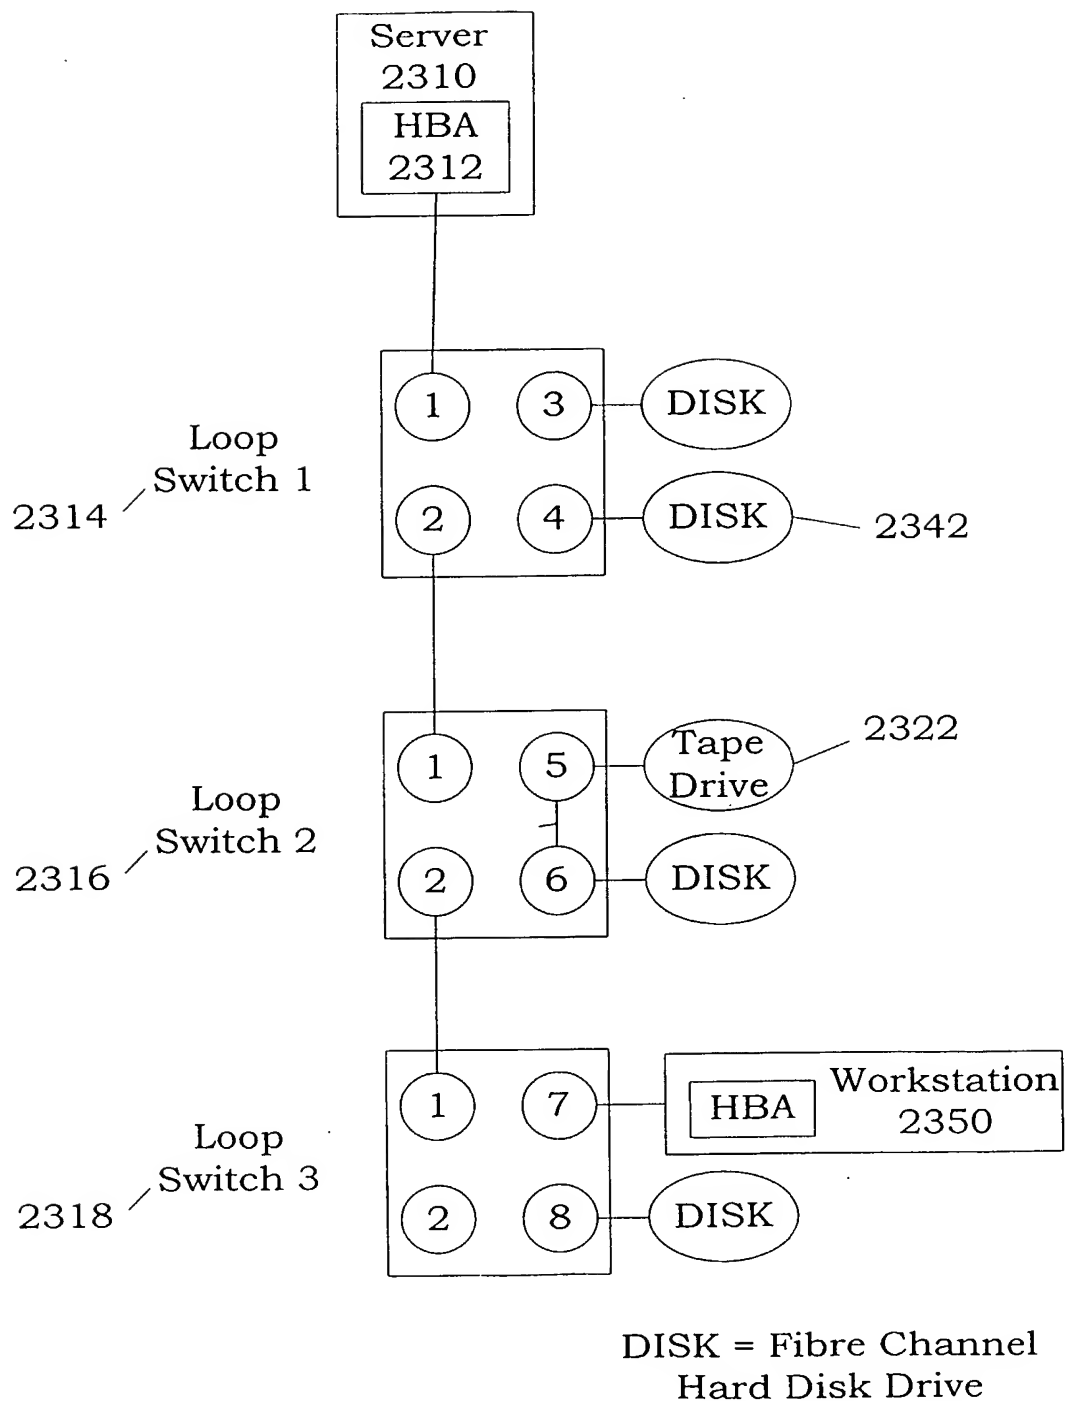 Server
2310
HBA
2312
1
3
DISK
Loop
Switch 1
2314
2
4
DISK
2342
1
5
Tape
Drive
2322
Loop
Switch 2
2316
2
6
DISK
1
7
HBA
Workstation
2350
Loop
Switch 3
2318
2
8
DISK
DISK = Fibre Channel
Hard Disk Drive